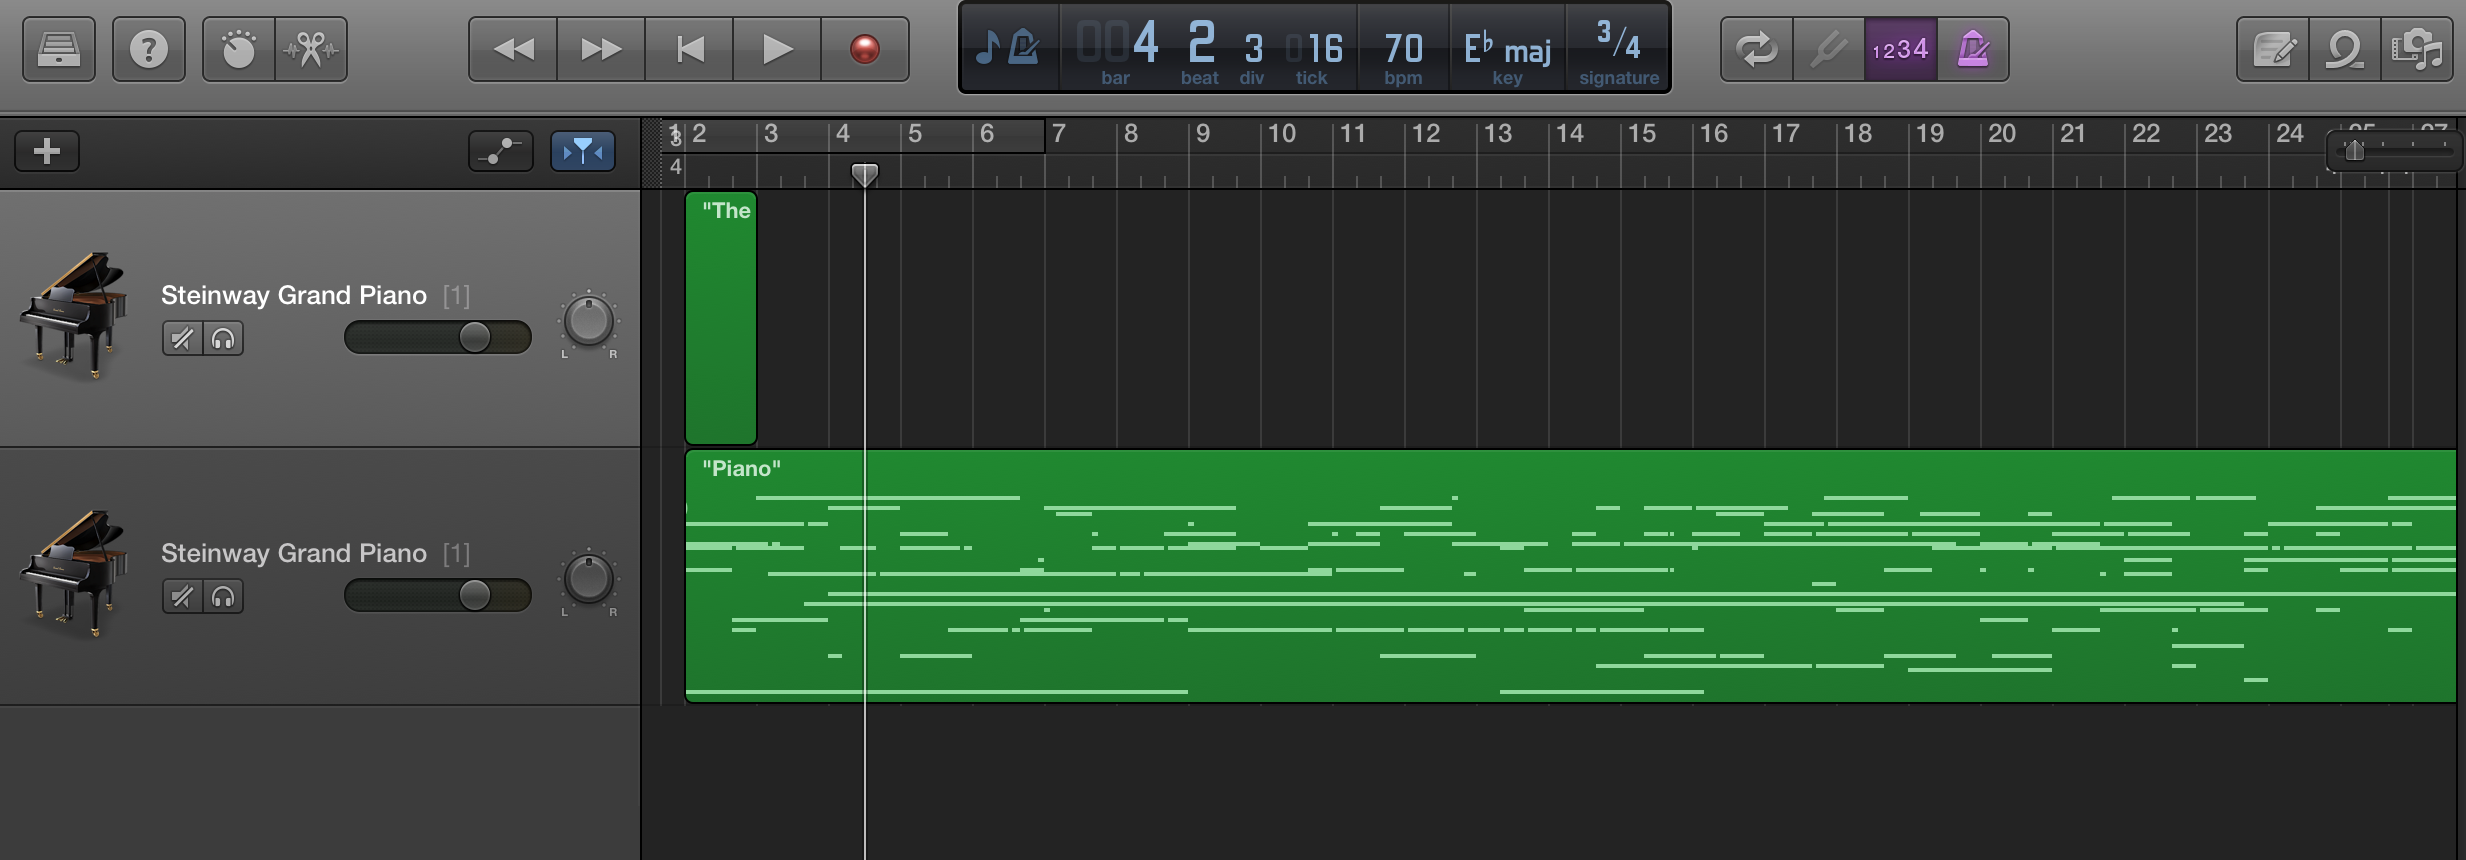 004 2 3 016 70 E♭ maj 3/4
bar beat div tick bpm key signature
1234
1 2 3 4 5 6 7 8 9 10 11 12 13 14 15 16 17 18 19 20 21 22 23 24 25 27
3
4
"The
Steinway Grand Piano [1]
L R
"Piano"
Steinway Grand Piano [1]
L R